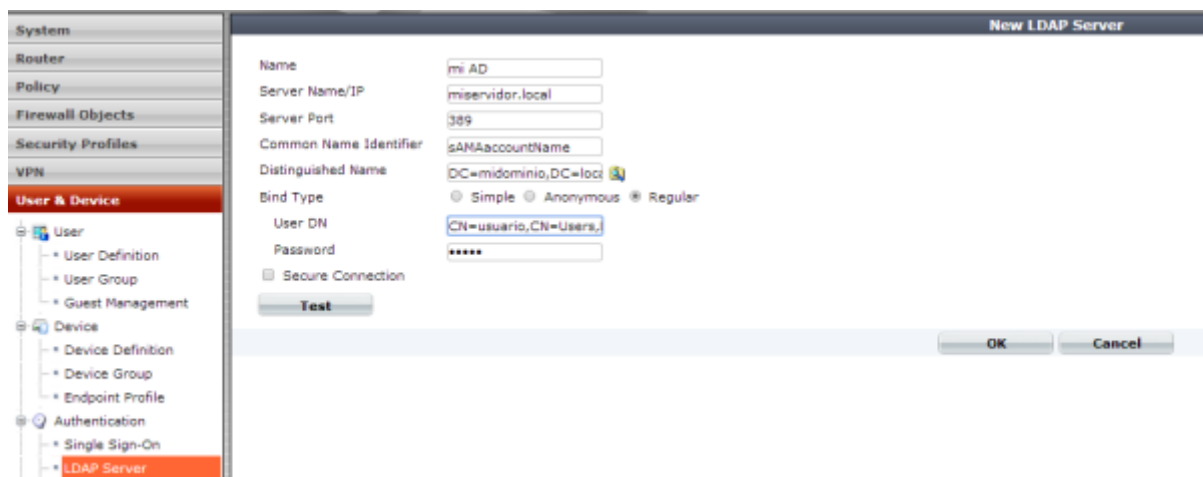 New LDAP Server
System
Router
Policy
Firewall Objects
Security Profiles
VPN
User & Device
User
User Definition
User Group
Guest Management
Device
Device Definition
Device Group
Endpoint Profile
Authentication
Single Sign-On
LDAP Server
Name mi AD
Server Name/IP miservidor.local
Server Port 389
Common Name Identifier sAMAaccountName
Distinguished Name DC=midominio,DC=loca
Bind Type Simple Anonymous Regular
User DN CN=usuario,CN=Users,
Password •••••
Secure Connection
Test
OK Cancel